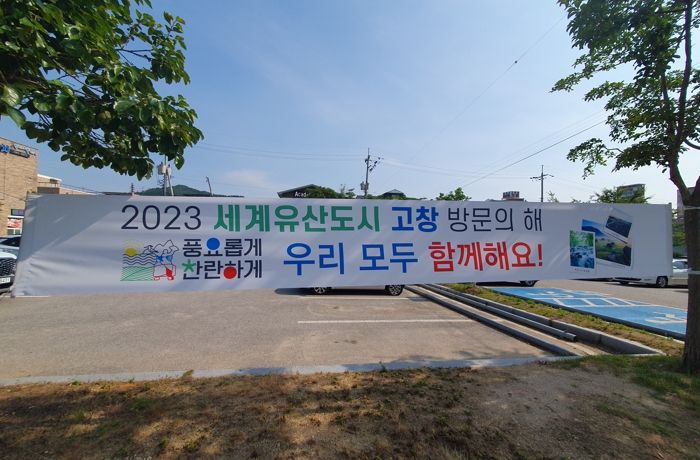 2023 세계유산도시 고창 방문의 해
풍요롭게
찬란하게
우리 모두 함께해요!